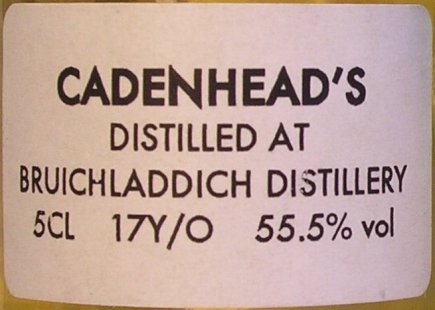 CADENHEAD'S
DISTILLED AT
BRUICHLADDICH DISTILLERY
5CL 17Y/O 55.5% vol